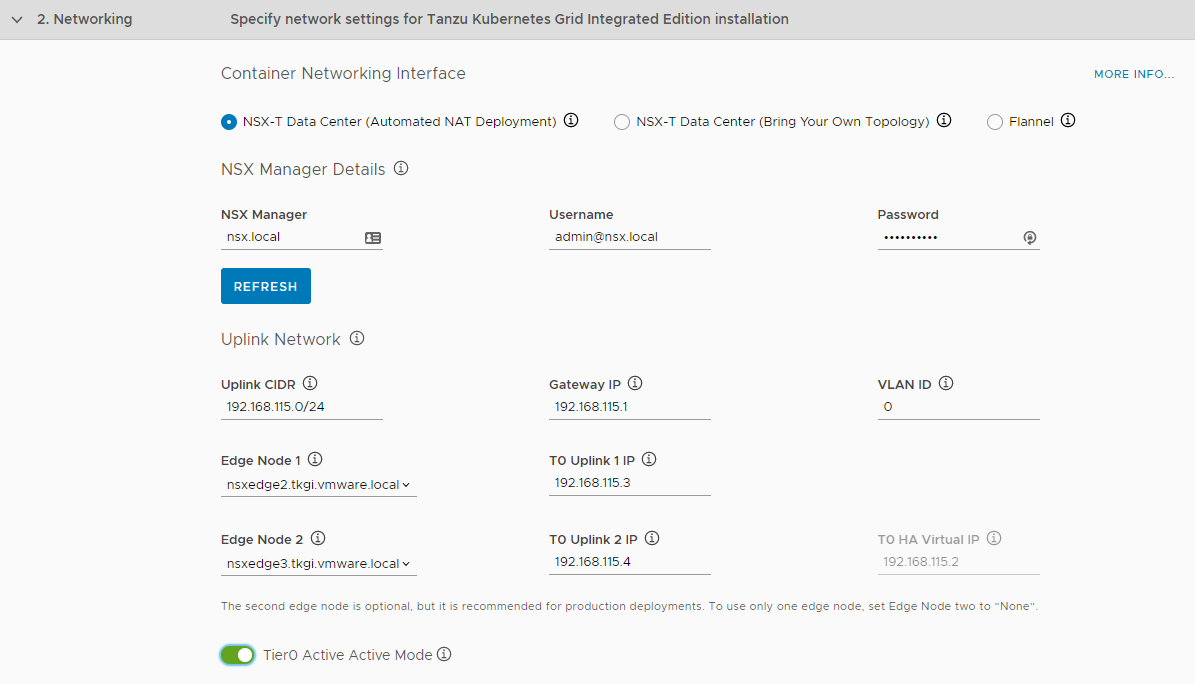 2. Networking Specify network settings for Tanzu Kubernetes Grid Integrated Edition installation
Container Networking Interface MORE INFO...
NSX-T Data Center (Automated NAT Deployment) NSX-T Data Center (Bring Your Own Topology) Flannel
NSX Manager Details
NSX Manager Username Password
nsx.local admin@nsx.local ••••••••••
REFRESH
Uplink Network
Uplink CIDR Gateway IP VLAN ID
192.168.115.0/24 192.168.115.1 0
Edge Node 1 T0 Uplink 1 IP
nsxedge2.tkgi.vmware.local 192.168.115.3
Edge Node 2 T0 Uplink 2 IP T0 HA Virtual IP
nsxedge3.tkgi.vmware.local 192.168.115.4 192.168.115.2
The second edge node is optional, but it is recommended for production deployments. To use only one edge node, set Edge Node two to "None".
Tier0 Active Active Mode